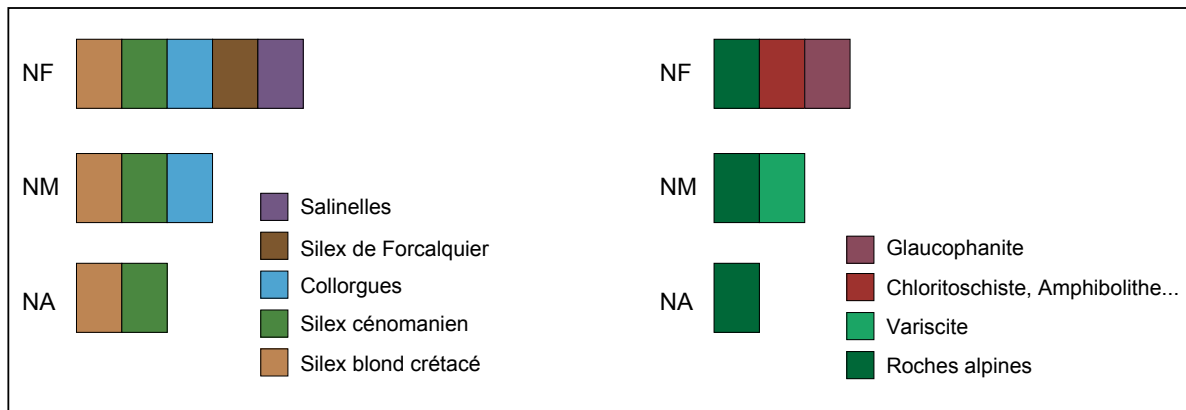 NF
NM
NA
Salinelles
Silex de Forcalquier
Collorgues
Silex cénomanien
Silex blond crétacé
NF
NM
NA
Glaucophanite
Chloritoschiste, Amphibolithe...
Variscite
Roches alpines